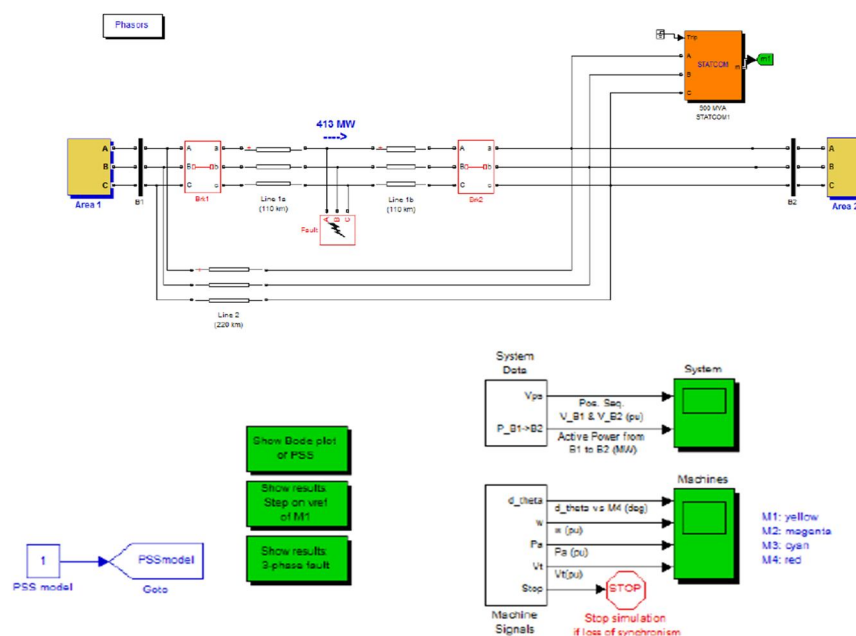 Phasors
Trip
A
B
C
STATCOM
m
m1
500 MVA
STATCOM1
413 MW
---->
A
B
C
Area 1
B1
A
B
C
a
b
c
Brk1
Line 1a
(110 km)
A B C
Fault
Line 1b
(110 km)
A
B
C
a
b
c
Brk2
B2
A
B
C
Area 2
Line 2
(220 km)
System
Data
Vps
P_B1->B2
Pos. Seq.
V_B1 & V_B2 (pu)
Active Power from
B1 to B2 (MW)
System
Show Bode plot
of PSS
Show results:
Step on vref
of M1
Show results:
3-phase fault
1
PSS model
PSSmodel
Goto
d_theta
w
Pa
Vt
Stop
Machine
Signals
d_theta vs M4 (deg)
w (pu)
Pa (pu)
Vt(pu)
Machines
STOP
Stop simulation
if loss of synchronism
M1: yellow
M2: magenta
M3: cyan
M4: red